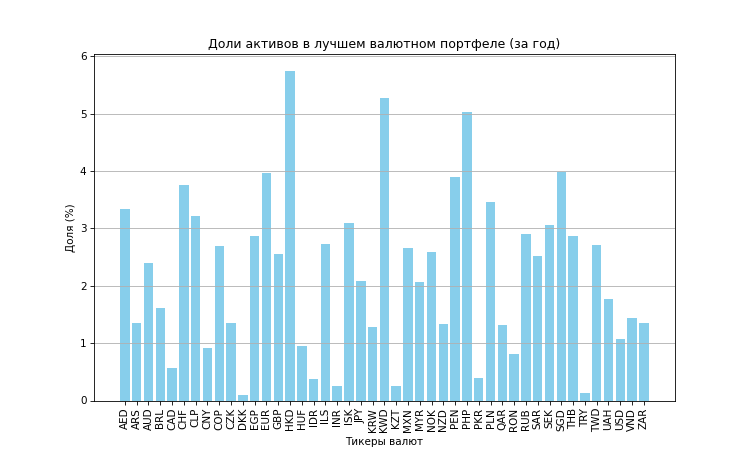 Доли активов в лучшем валютном портфеле (за год)
Доля (%)
6
5
4
3
2
1
0
AED ARS AUD BRL CAD CHF CLP CNY COP CZK DKK EGP EUR GBP HKD HUF IDR ILS INR ISK JPY KRW KWD KZT MXN MYR NOK NZD PEN PHP PKR PLN QAR RON RUB SAR SEK SGD THB TRY TWD UAH USD VND ZAR
Тикеры валют